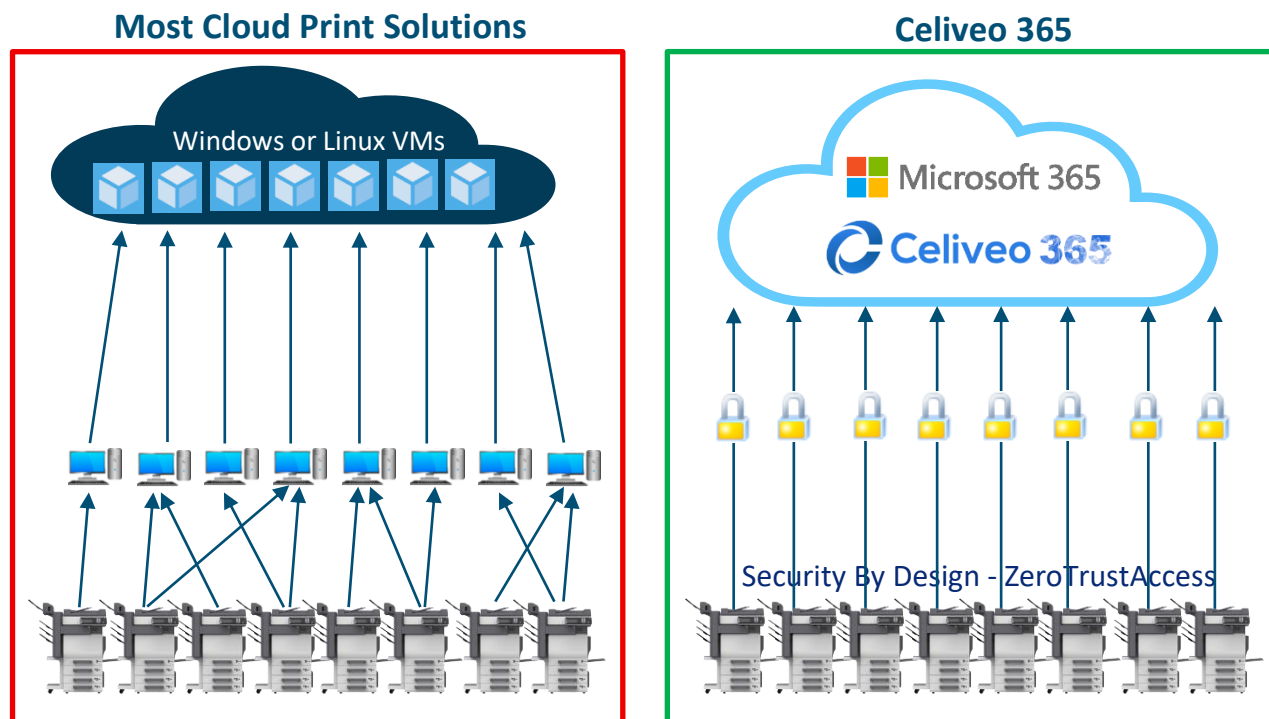 Most Cloud Print Solutions
Celiveo 365
Windows or Linux VMs
Microsoft 365
Celiveo 365
Security By Design - ZeroTrustAccess